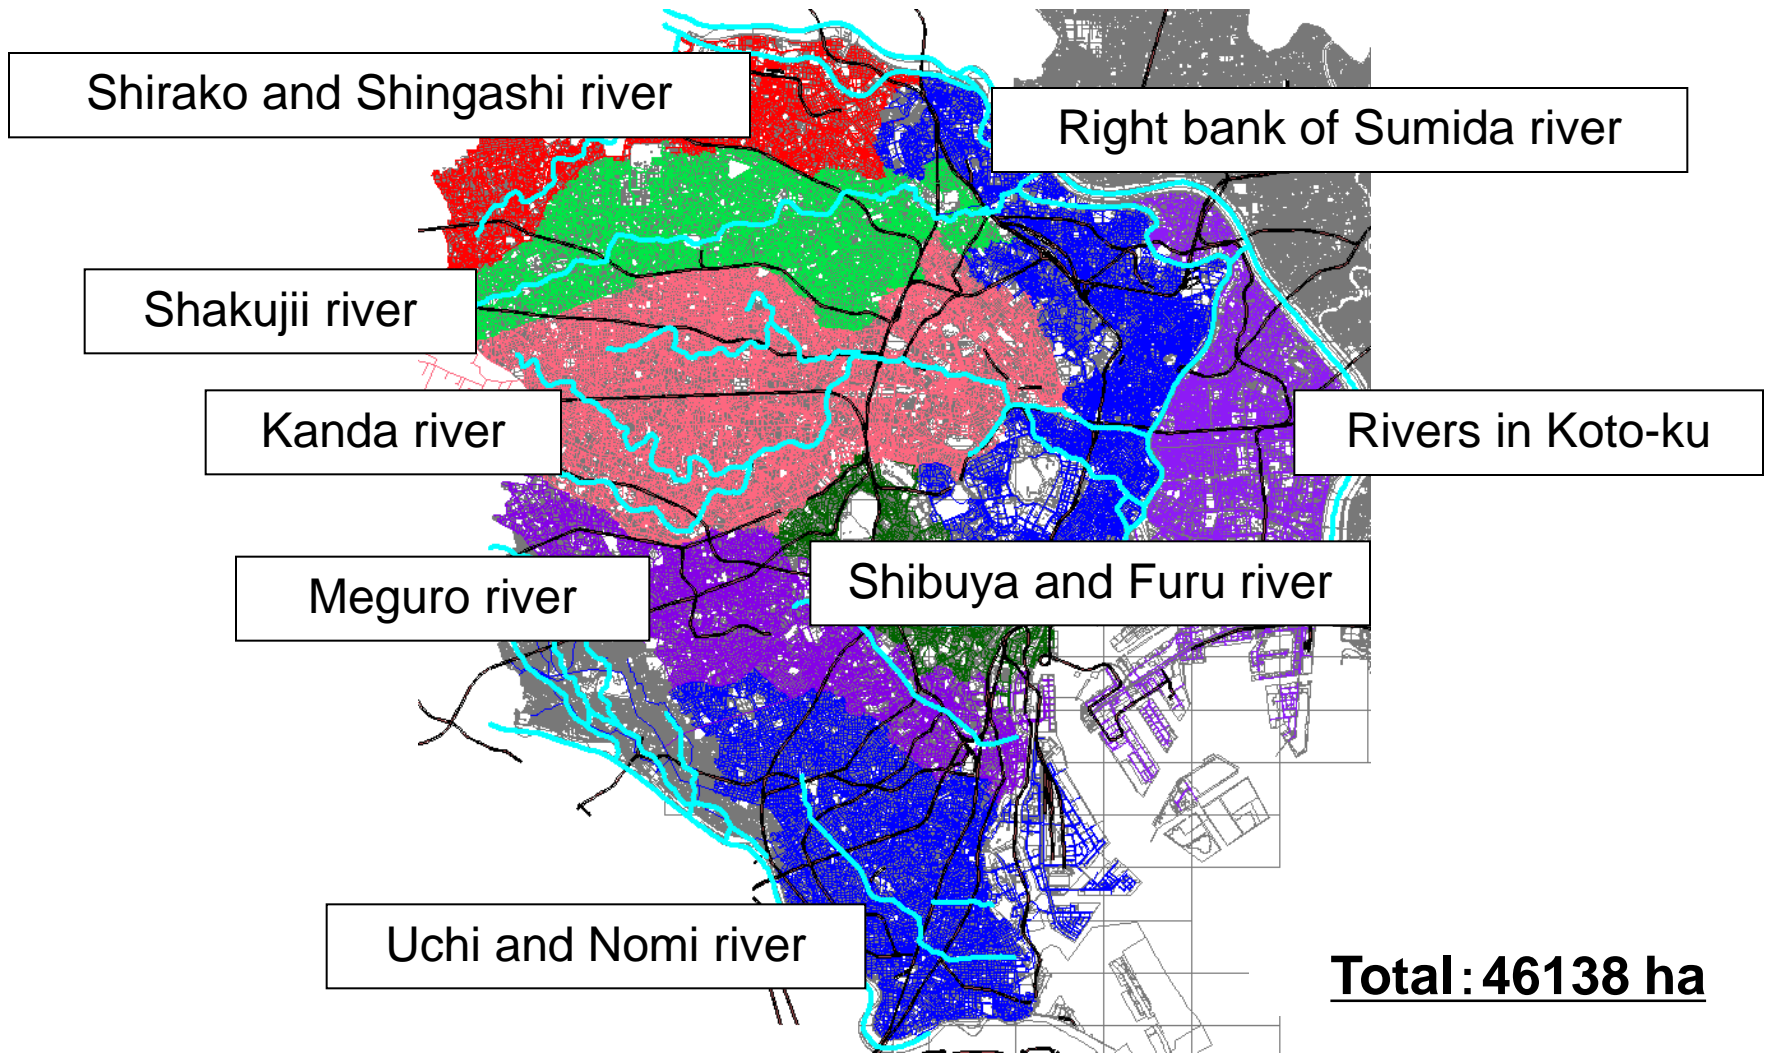 Shirako and Shingashi river
Right bank of Sumida river
Shakujii river
Kanda river
Rivers in Koto-ku
Meguro river
Shibuya and Furu river
Uchi and Nomi river
Total:46138 ha